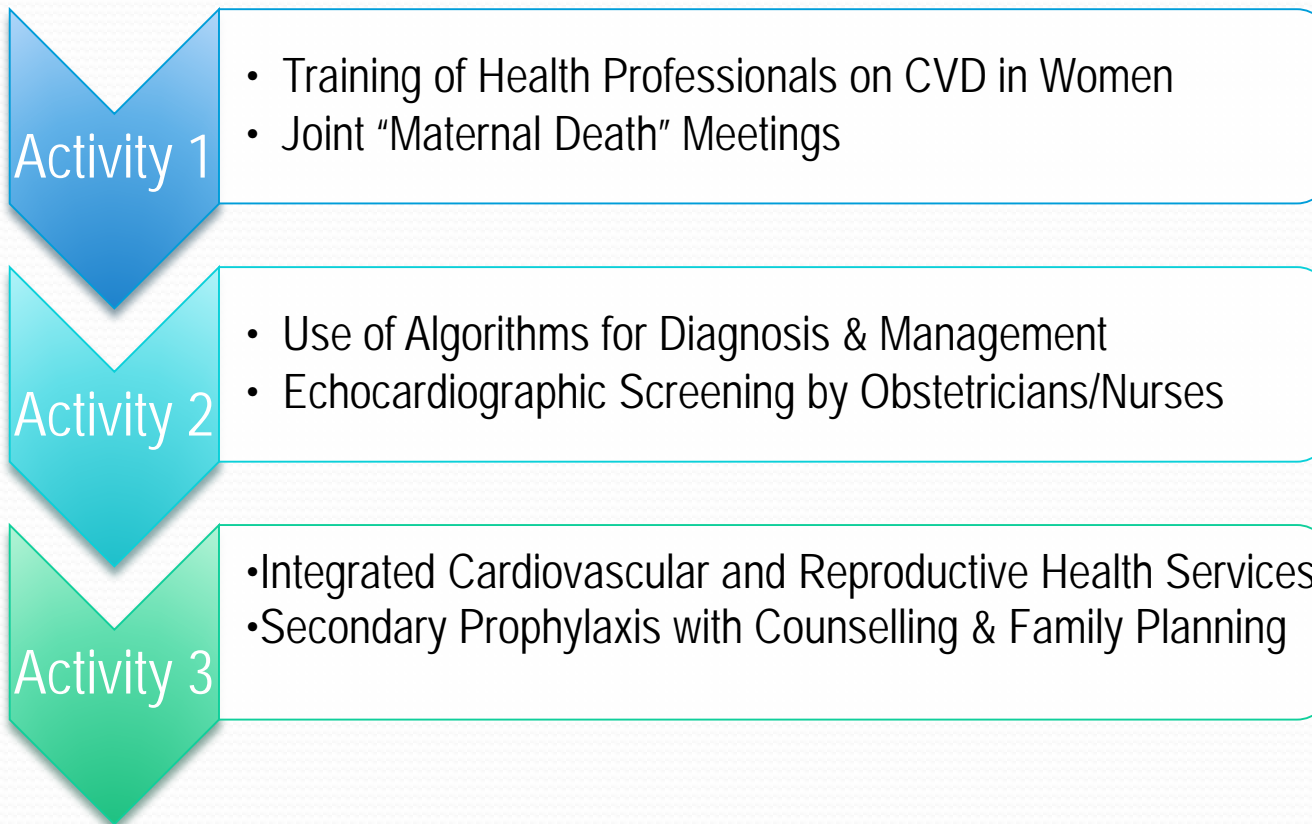 Activity 1
• Training of Health Professionals on CVD in Women
• Joint “Maternal Death” Meetings
Activity 2
• Use of Algorithms for Diagnosis & Management
• Echocardiographic Screening by Obstetricians/Nurses
Activity 3
•Integrated Cardiovascular and Reproductive Health Services
•Secondary Prophylaxis with Counselling & Family Planning